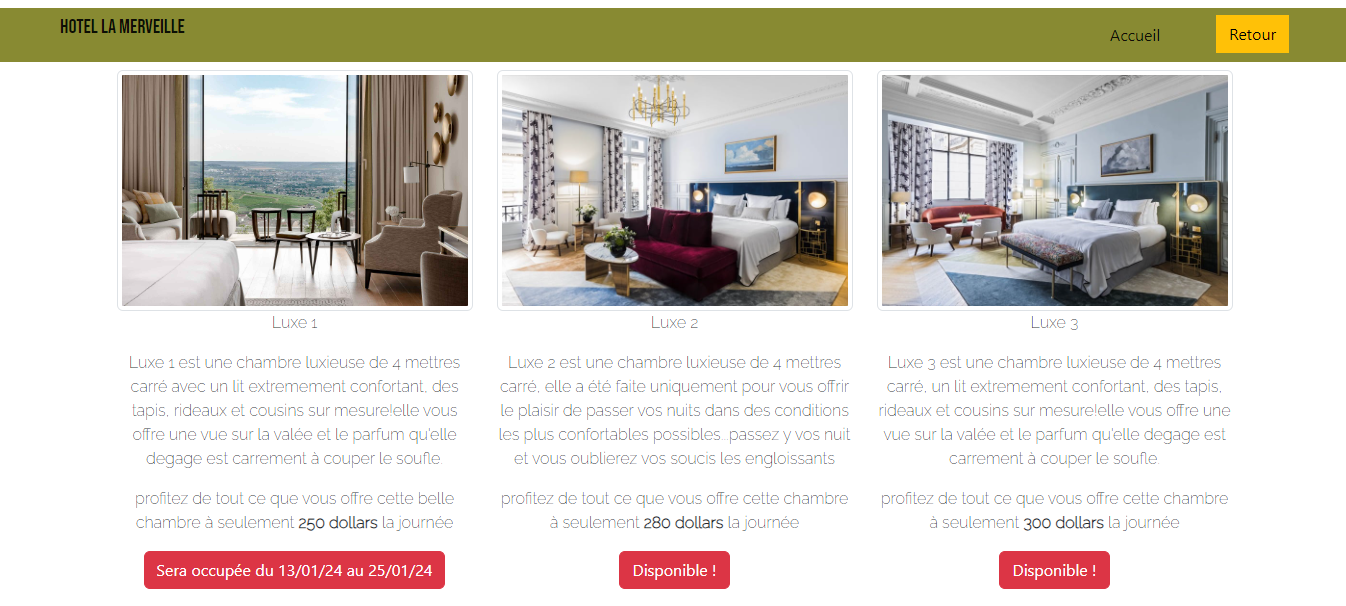 HOTEL LA MERVEILLE
Accueil
Retour
Luxe 1
Luxe 1 est une chambre luxieuse de 4 mettres
carré avec un lit extremement confortant, des
tapis, rideaux et cousins sur mesure!elle vous
offre une vue sur la valée et le parfum qu'elle
degage est carrement à couper le soufle.
profitez de tout ce que vous offre cette belle
chambre à seulement 250 dollars la journée
Sera occupée du 13/01/24 au 25/01/24
Luxe 2
Luxe 2 est une chambre luxieuse de 4 mettres
carré, elle a été faite uniquement pour vous offrir
le plaisir de passer vos nuits dans des conditions
les plus confortables possibles...passez y vos nuit
et vous oublierez vos soucis les engloissants
profitez de tout ce que vous offre cette chambre
à seulement 280 dollars la journée
Disponible !
Luxe 3
Luxe 3 est une chambre luxieuse de 4 mettres
carré, un lit extremement confortant, des tapis,
rideaux et cousins sur mesure!elle vous offre une
vue sur la valée et le parfum qu'elle degage est
carrement à couper le soufle.
profitez de tout ce que vous offre cette chambre
à seulement 300 dollars la journée
Disponible !